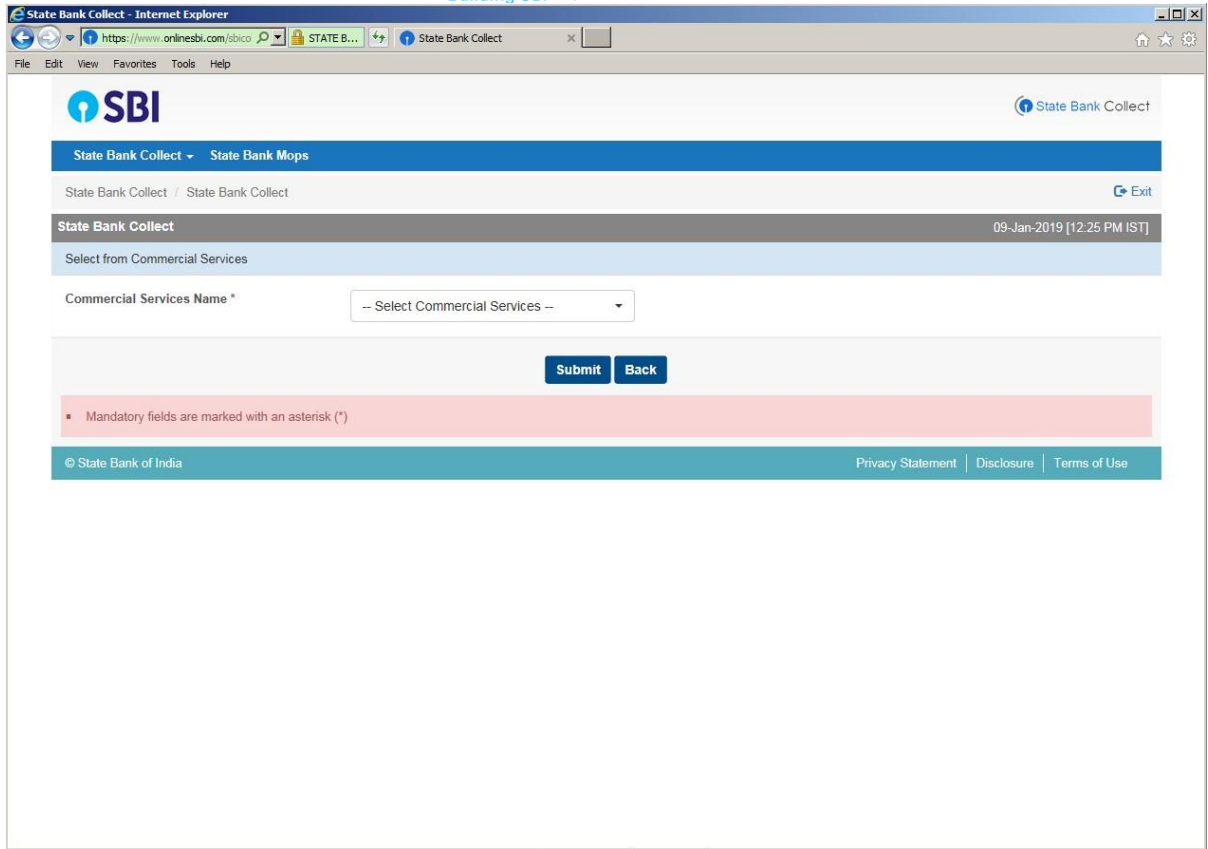 State Bank Collect - Internet Explorer
https://www.onlinesbi.com/sbico STATE B... State Bank Collect
File Edit View Favorites Tools Help
SBI State Bank Collect
State Bank Collect State Bank Mops
State Bank Collect / State Bank Collect Exit
State Bank Collect 09-Jan-2019 [12:25 PM IST]
Select from Commercial Services
Commercial Services Name * -- Select Commercial Services --
Submit Back
Mandatory fields are marked with an asterisk (*)
© State Bank of India Privacy Statement | Disclosure | Terms of Use